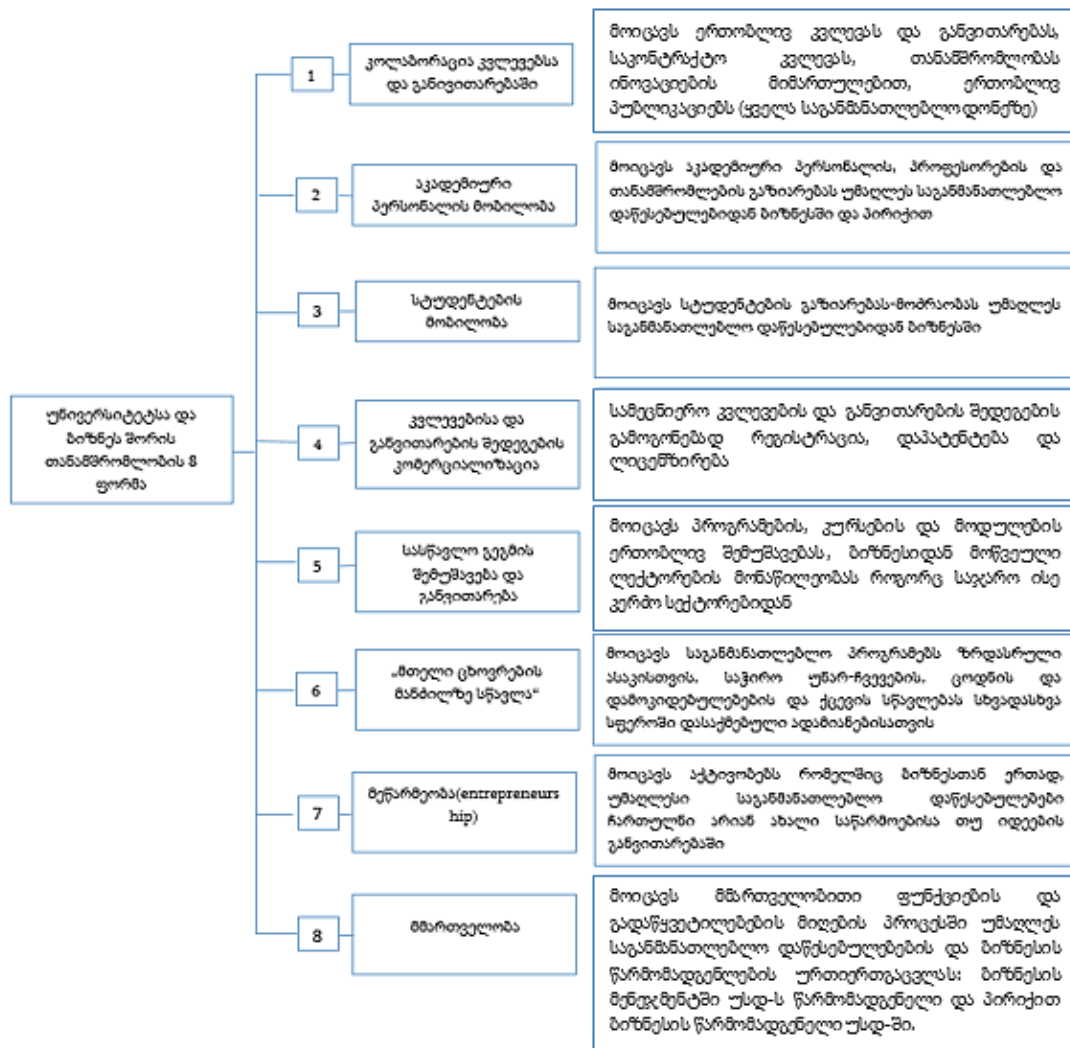 უნივერსიტეტსა და
ბიზნეს შორის
თანამშრომლობის 8
ფორმა
1
კოლაბორაცია კვლევებსა
და განივითარებაში
მოიცავს ერთობლივ კვლევას და განვითარებას,
საკონტრაქტო კვლევას, თანამშრომლობას
ინოვაციების მიმართულებით, ერთობლივ
პუბლიკაციებს (ყველა საგანმანათლებლო დონეზე)
2
აკადემიური
პერსონალის მობილობა
მოიცავს აკადემიური პერსონალის, პროფესორების და
თანამშრომლების გაზიარებას უმაღლეს საგანმანათლებლო
დაწესებულებიდან ბიზნესში და პირიქით
3
სტუდენტების
მობილობა
მოიცავს სტუდენტების გაზიარებას-მოძრაობას უმაღლეს
საგანმანათლებლო დაწესებულებიდან ბიზნესში
4
კვლევებისა და
განვითარების შედეგების
კომერციალიზაცია
სამეცნიერო კვლევების და განვითარების შედეგების
გამოგონებად რეგისტრაცია, დაპატენტება და
ლიცენზირება
5
სასწავლო გეგმის
შემუშავება და
განვითარება
მოიცავს პროგრამების, კურსების და მოდულების
ერთობლივ შემუშავებას, ბიზნესიდან მოწვეული
ლექტორების მონაწილეობას როგორც საჯარო ისე
კერძო სექტორებიდან
6
„მთელი ცხოვრების
მანძილზე სწავლა“
მოიცავს საგანმანათლებლო პროგრამებს ზრდასრული
ასაკისთვის, საჭირო უნარ-ჩვევების, ცოდნის და
დამოკიდებულებების და ქცევის სწავლებას სხვადასხვა
სფეროში დასაქმებული ადამიანებისათვის
7
მეწარმეობა(entrepreneurs
hip)
მოიცავს აქტივობებს რომელშიც ბიზნესთან ერთად,
უმაღლესი საგანმანათლებლო დაწესებულებები
ჩართულნი არიან ახალი საწარმოებისა თუ იდეების
განვითარებაში
8
მმართველობა
მოიცავს მმართველობითი ფუნქციების და
გადაწყვეტილებების მიღების პროცესში უმაღლეს
საგანმანათლებლო დაწესებულებების და ბიზნესის
წარმომადგენლების ურთიერთგაცვლას: ბიზნესის
მენეჯმენტში უსდ-ს წარმომადგენელი და პირიქით
ბიზნესის წარმომადგენელი უსდ-ში.